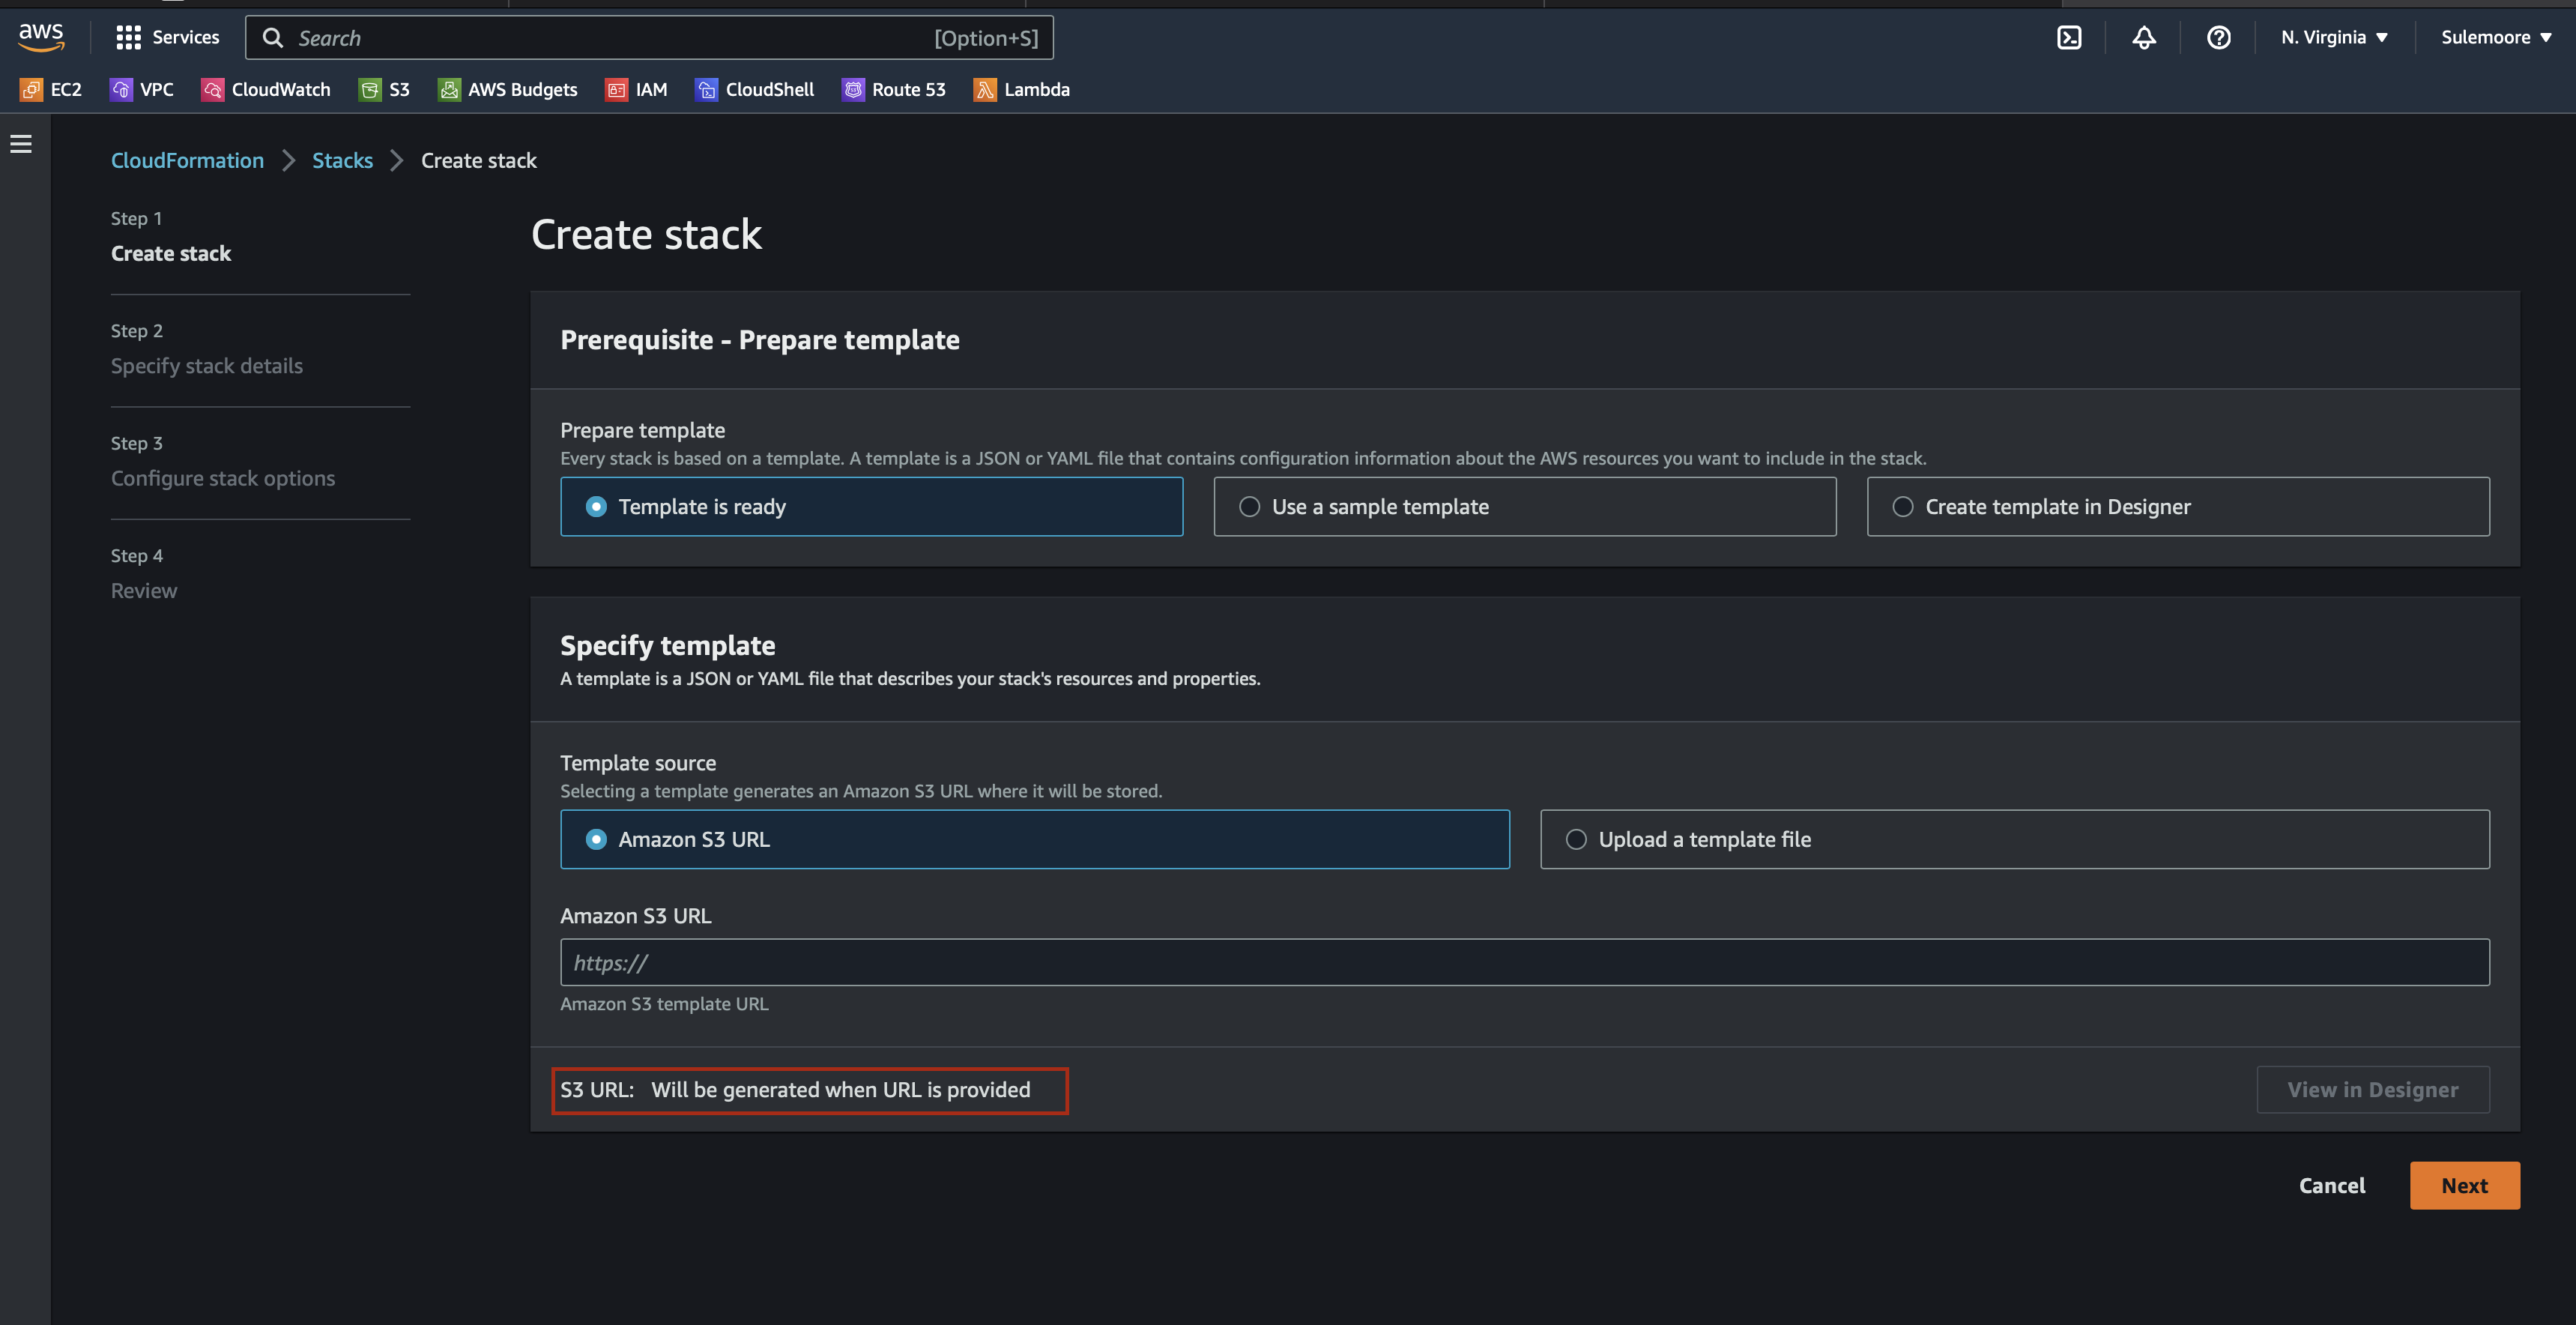 aws
Services
Search
[Option+S]
N. Virginia
Sulemoore
EC2
VPC
CloudWatch
S3
AWS Budgets
IAM
CloudShell
Route 53
Lambda
CloudFormation
Stacks
Create stack
Step 1
Create stack
Step 2
Specify stack details
Step 3
Configure stack options
Step 4
Review
Create stack
Prerequisite - Prepare template
Prepare template
Every stack is based on a template. A template is a JSON or YAML file that contains configuration information about the AWS resources you want to include in the stack.
Template is ready
Use a sample template
Create template in Designer
Specify template
A template is a JSON or YAML file that describes your stack's resources and properties.
Template source
Selecting a template generates an Amazon S3 URL where it will be stored.
Amazon S3 URL
Upload a template file
Amazon S3 URL
https://
Amazon S3 template URL
S3 URL: Will be generated when URL is provided
View in Designer
Cancel
Next